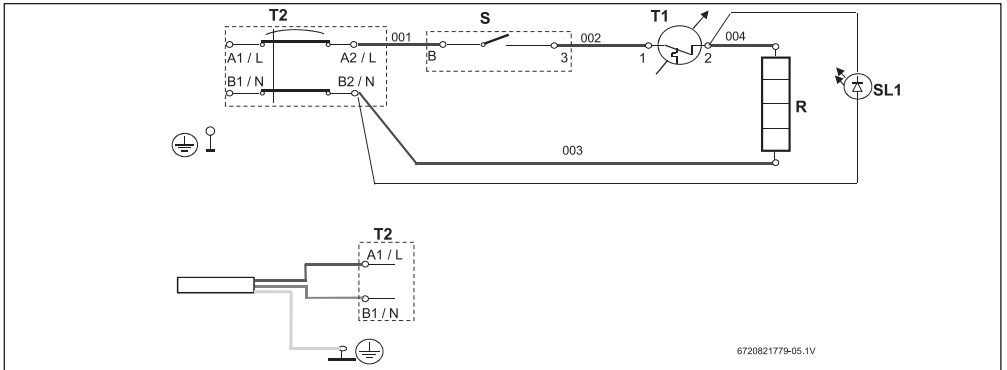 T2
S
T1
001
002
004
A1 / L
A2 / L
B
3
1
2
B1 / N
B2 / N
SL1
R
003
T2
A1 / L
B1 / N
6720821779-05.1V